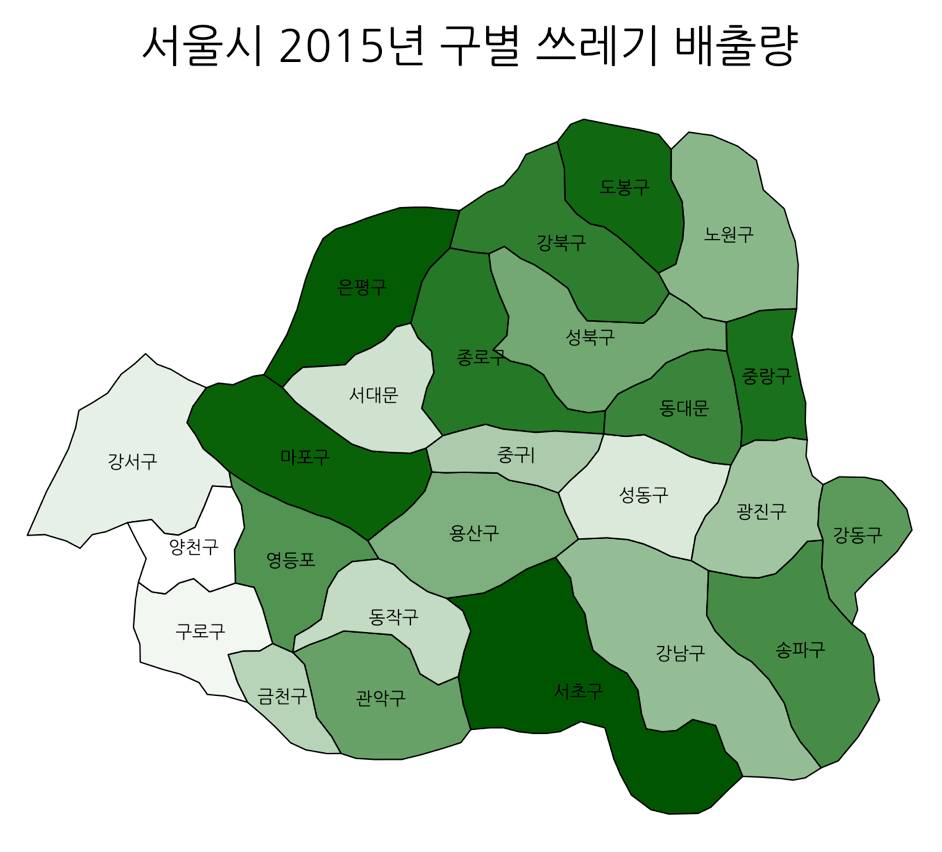 서울시 2015년 구별 쓰레기 배출량
도봉구
노원구
강북구
은평구
성북구
종로구
중랑구
서대문
동대문
중구|
마포구
강서구
성동구
광진구
용산구
강동구
양천구
영등포
동작구
구로구
강남구
송파구
서초구
금천구
관악구